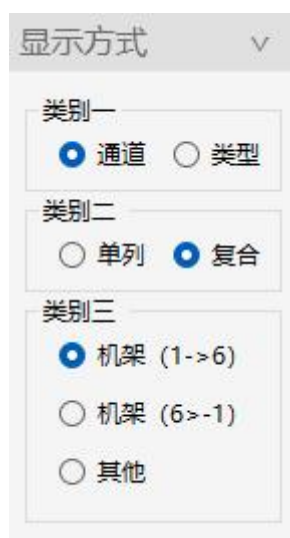 显示方式
类别一
通道 类型
类别二
单列 复合
类别三
机架 (1->6)
机架 (6>-1)
其他